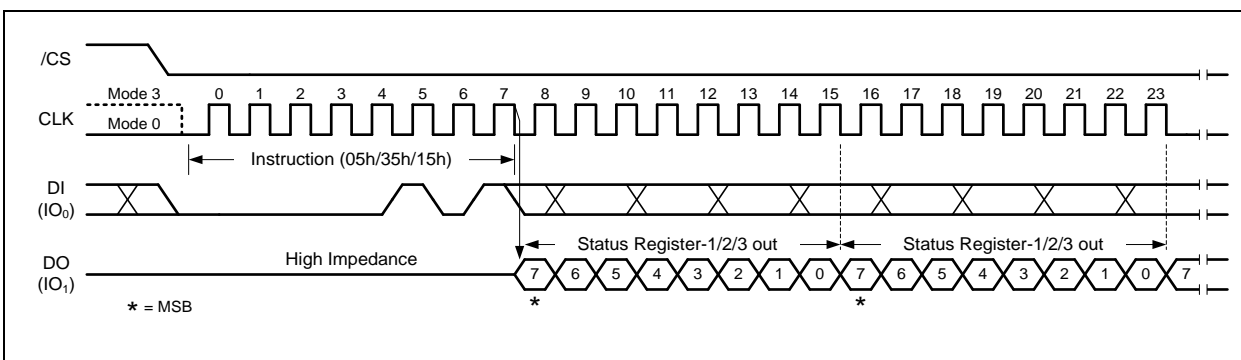 /CS
Mode 3
0 1 2 3 4 5 6 7 8 9 10 11 12 13 14 15 16 17 18 19 20 21 22 23
CLK
Mode 0
Instruction (05h/35h/15h)
DI
(IO₀)
Status Register-1/2/3 out Status Register-1/2/3 out
High Impedance
DO
(IO₁)
7 6 5 4 3 2 1 0 7 6 5 4 3 2 1 0 7
* *
* = MSB